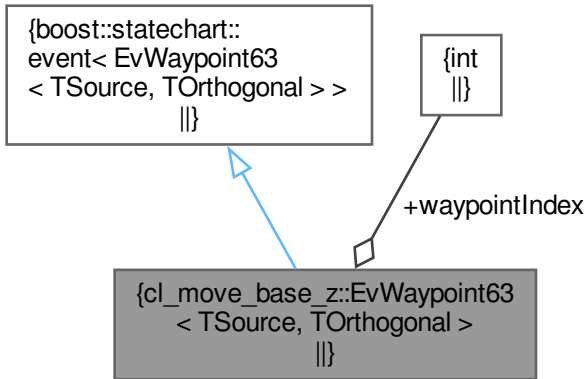 {boost::statechart::
event< EvWaypoint63
< TSource, TOrthogonal > >
||}
{int
||}
+waypointIndex
{cl_move_base_z::EvWaypoint63
< TSource, TOrthogonal >
||}